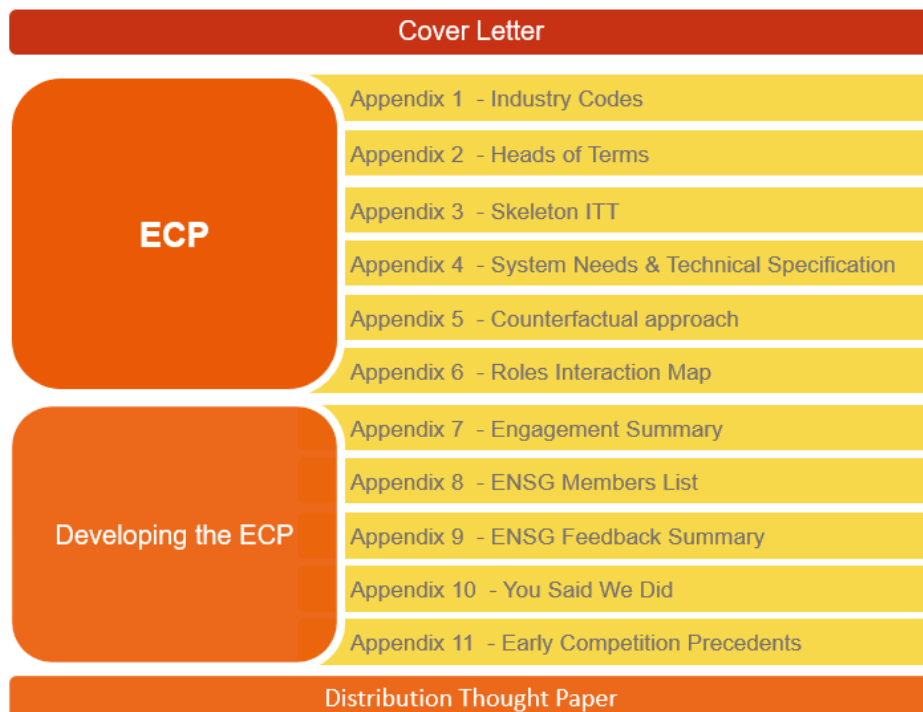 Cover Letter
ECP
Appendix 1 - Industry Codes
Appendix 2 - Heads of Terms
Appendix 3 - Skeleton ITT
Appendix 4 - System Needs & Technical Specification
Appendix 5 - Counterfactual approach
Appendix 6 - Roles Interaction Map
Developing the ECP
Appendix 7 - Engagement Summary
Appendix 8 - ENSG Members List
Appendix 9 - ENSG Feedback Summary
Appendix 10 - You Said We Did
Appendix 11 - Early Competition Precedents
Distribution Thought Paper